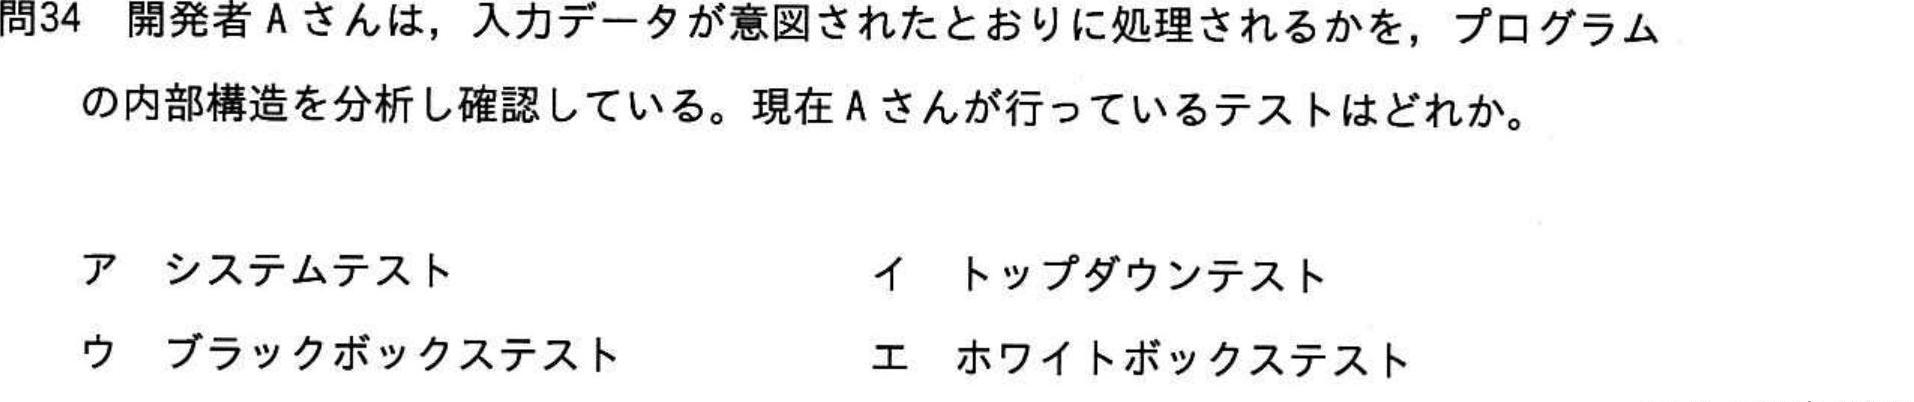 問34 開発者Aさんは，入力データが意図されたとおりに処理されるかを，プログラム
の内部構造を分析し確認している。現在Aさんが行っているテストはどれか。
ア システムテスト イ トップダウンテスト
ウ ブラックボックステスト エ ホワイトボックステスト